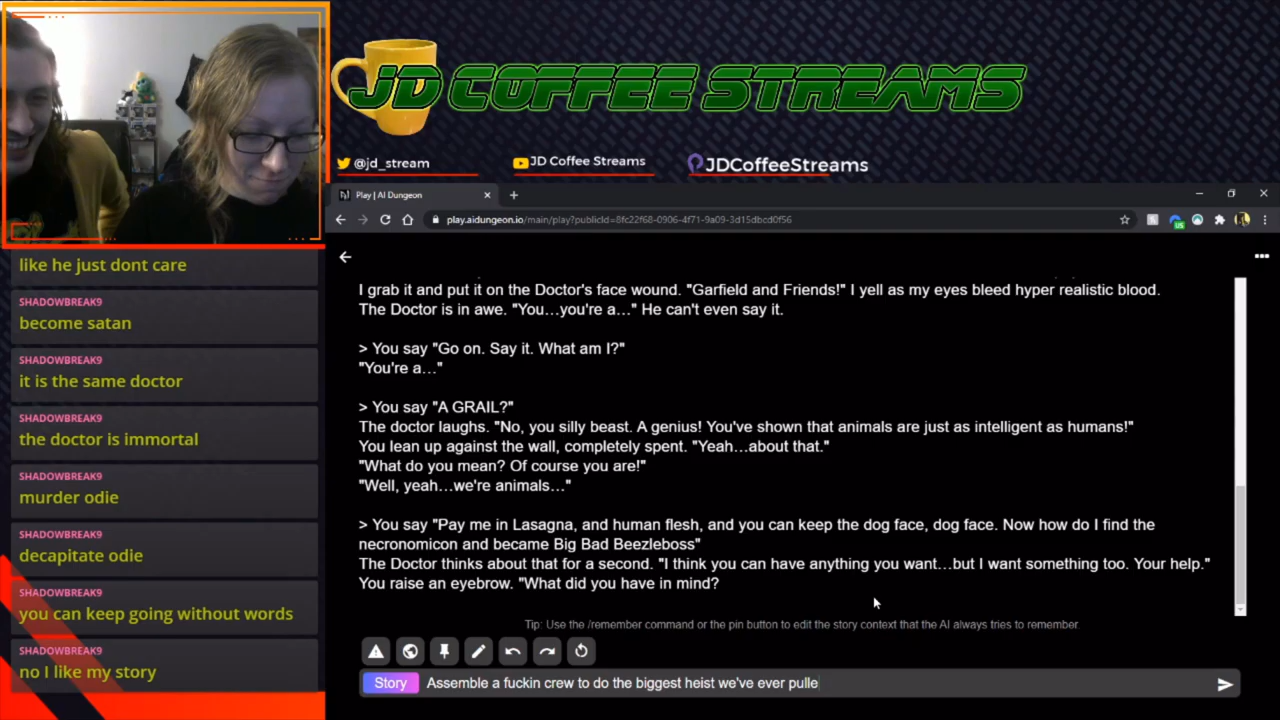 JD COFFEE STREAMS
@jd_stream
JD Coffee Streams
JDCoffeeStreams
Play | AI Dungeon
play.aidungeon.io/main/play?publicId=8fc22f68-0906-4f71-9a09-3d15dbcd0f56
US
like he just dont care
SHADOWBREAK9
become satan
SHADOWBREAK9
it is the same doctor
SHADOWBREAK9
the doctor is immortal
SHADOWBREAK9
murder odie
SHADOWBREAK9
decapitate odie
SHADOWBREAK9
you can keep going without words
SHADOWBREAK9
no I like my story
I grab it and put it on the Doctor's face wound. "Garfield and Friends!" I yell as my eyes bleed hyper realistic blood.
The Doctor is in awe. "You...you're a..." He can't even say it.
> You say "Go on. Say it. What am I?"
"You're a..."
> You say "A GRAIL?"
The doctor laughs. "No, you silly beast. A genius! You've shown that animals are just as intelligent as humans!"
You lean up against the wall, completely spent. "Yeah...about that."
"What do you mean? Of course you are!"
"Well, yeah...we're animals..."
> You say "Pay me in Lasagna, and human flesh, and you can keep the dog face, dog face. Now how do I find the
necronomicon and became Big Bad Beezleboss"
The Doctor thinks about that for a second. "I think you can have anything you want...but I want something too. Your help."
You raise an eyebrow. "What did you have in mind?
Tip: Use the /remember command or the pin button to edit the story context that the AI always tries to remember.
Story
Assemble a fuckin crew to do the biggest heist we've ever pulle